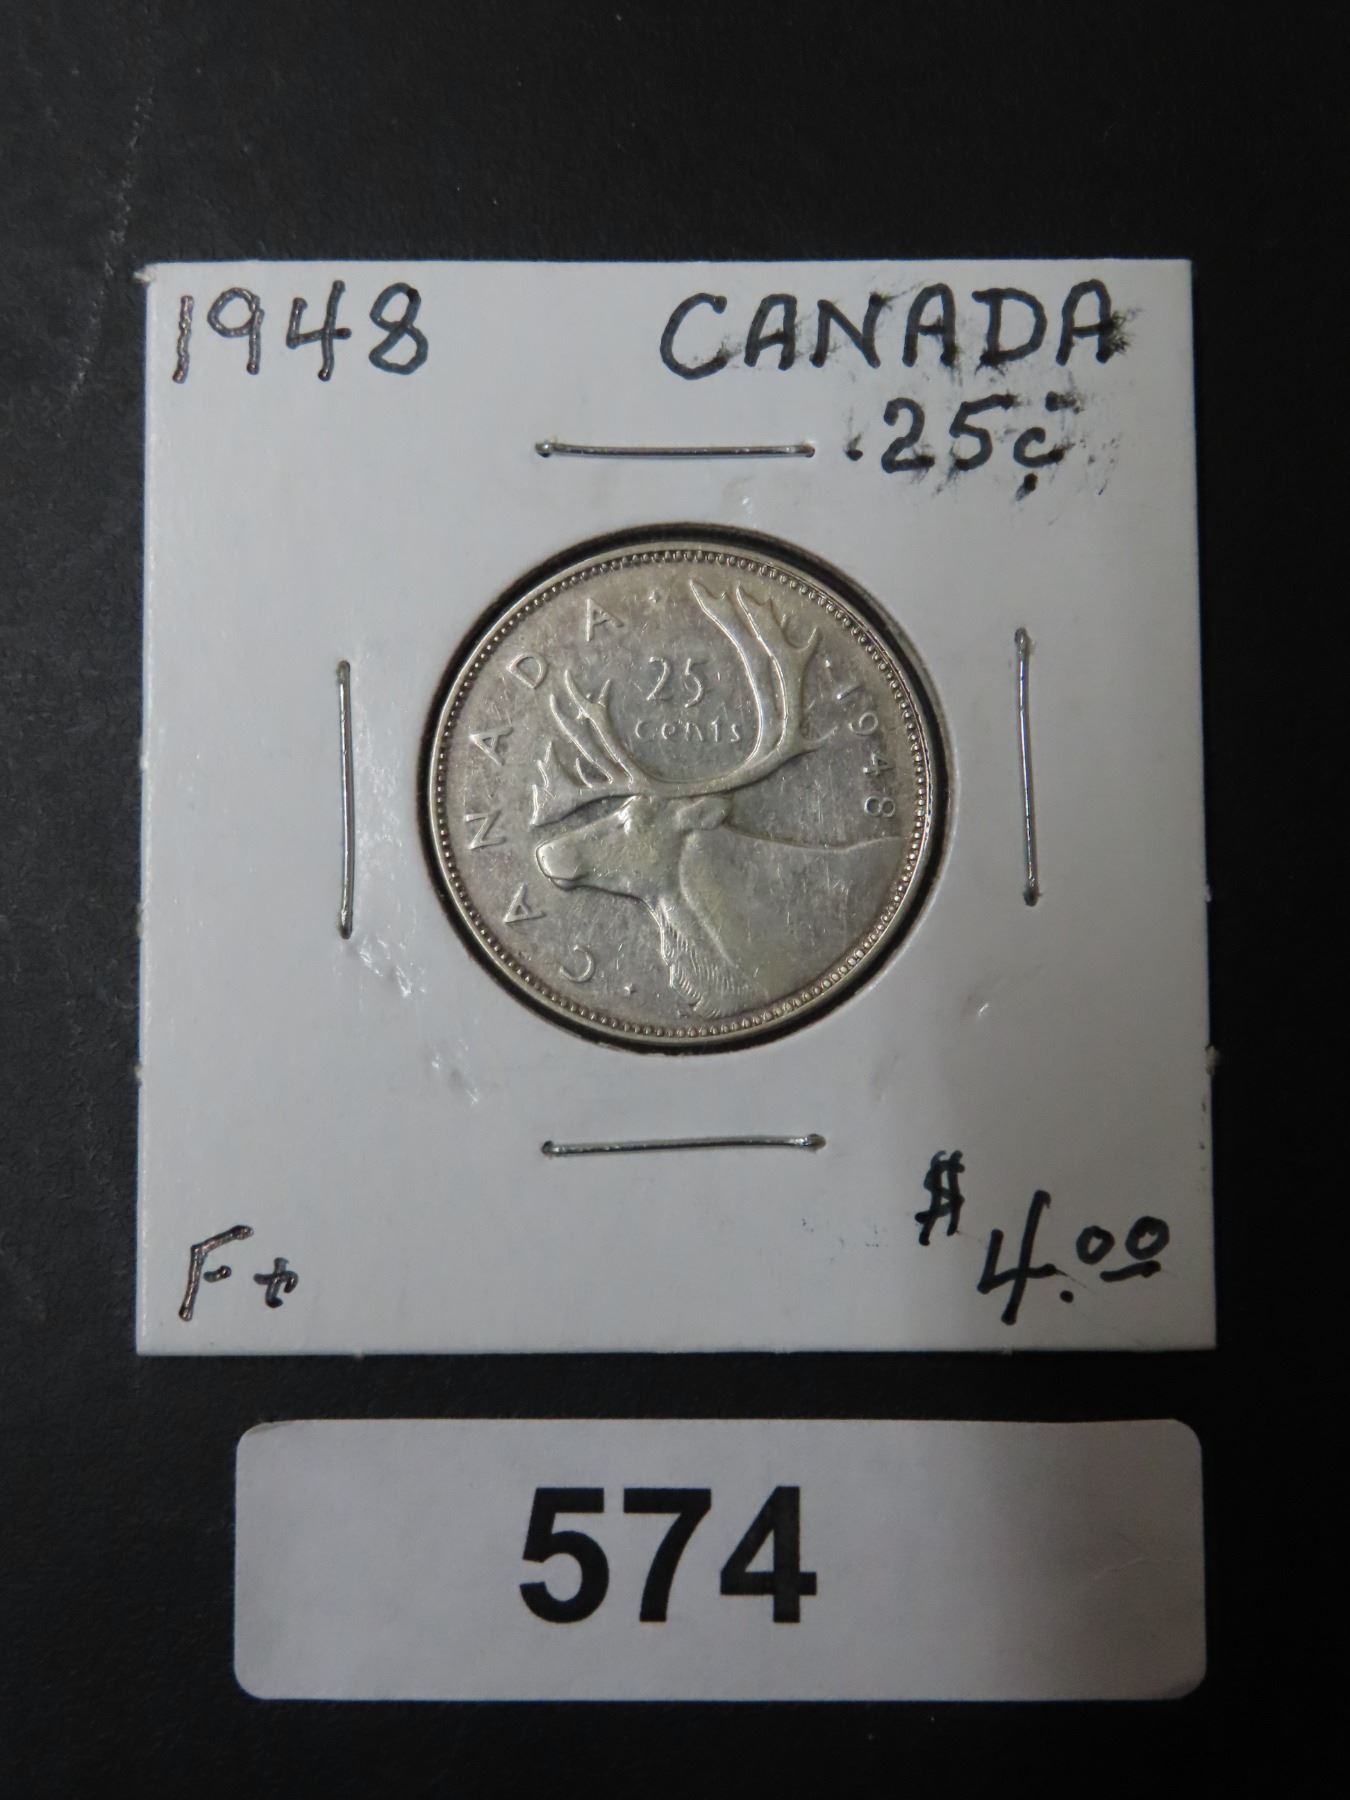 1948 CANADA
.25¢
CANADA
25
cents
1948
F+
$4.00
574